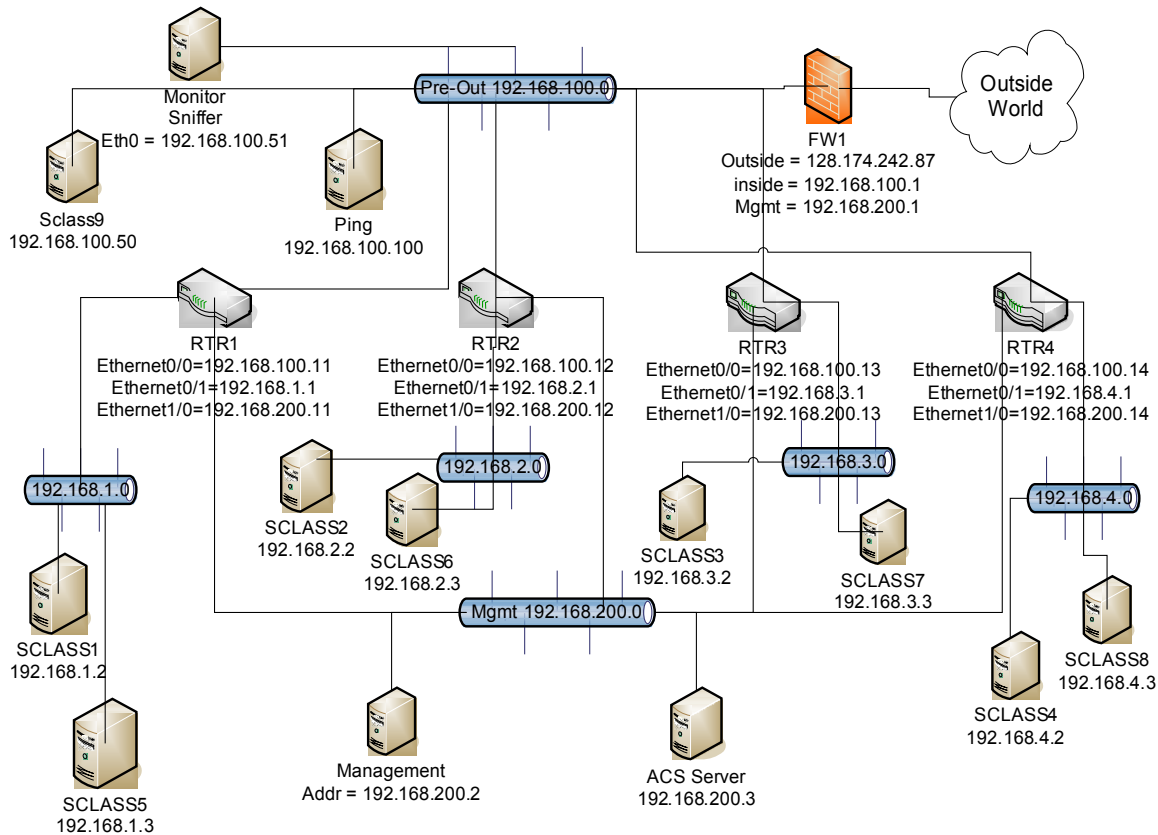 Monitor
Sniffer
Eth0 = 192.168.100.51
Pre-Out 192.168.100.0
Outside
World
FW1
Outside = 128.174.242.87
inside = 192.168.100.1
Mgmt = 192.168.200.1
Sclass9
192.168.100.50
Ping
192.168.100.100
RTR1
Ethernet0/0=192.168.100.11
Ethernet0/1=192.168.1.1
Ethernet1/0=192.168.200.11
RTR2
Ethernet0/0=192.168.100.12
Ethernet0/1=192.168.2.1
Ethernet1/0=192.168.200.12
RTR3
Ethernet0/0=192.168.100.13
Ethernet0/1=192.168.3.1
Ethernet1/0=192.168.200.13
RTR4
Ethernet0/0=192.168.100.14
Ethernet0/1=192.168.4.1
Ethernet1/0=192.168.200.14
192.168.1.0
192.168.2.0
192.168.3.0
192.168.4.0
SCLASS2
192.168.2.2
SCLASS6
192.168.2.3
SCLASS3
192.168.3.2
SCLASS7
192.168.3.3
Mgmt 192.168.200.0
SCLASS1
192.168.1.2
SCLASS8
192.168.4.3
SCLASS4
192.168.4.2
SCLASS5
192.168.1.3
Management
Addr = 192.168.200.2
ACS Server
192.168.200.3